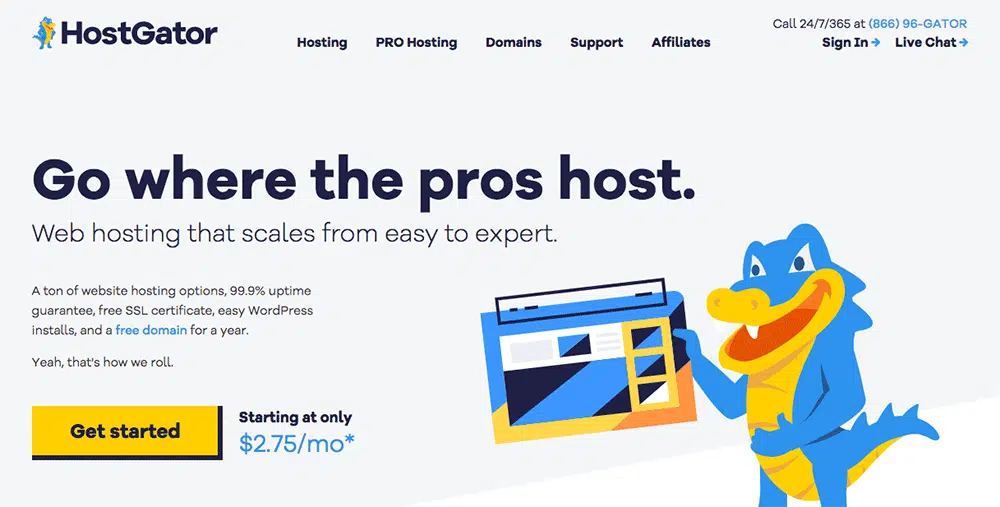 HostGator
Hosting PRO Hosting Domains Support Affiliates
Call 24/7/365 at (866) 96-GATOR
Sign In → Live Chat →
Go where the pros host.
Web hosting that scales from easy to expert.
A ton of website hosting options, 99.9% uptime
guarantee, free SSL certificate, easy WordPress
installs, and a free domain for a year.
Yeah, that's how we roll.
Get started
Starting at only
$2.75/mo*